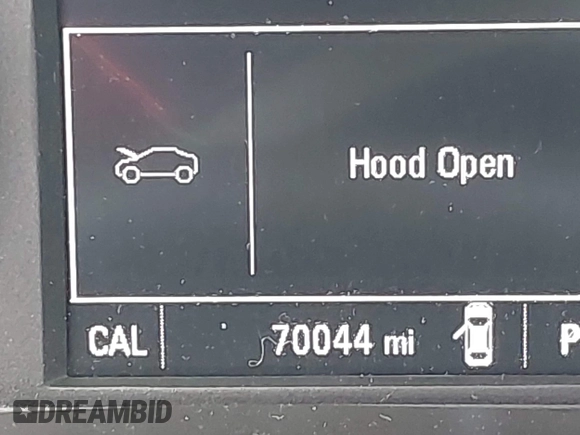 Hood Open
CAL 70044 mi P
DREAMBID